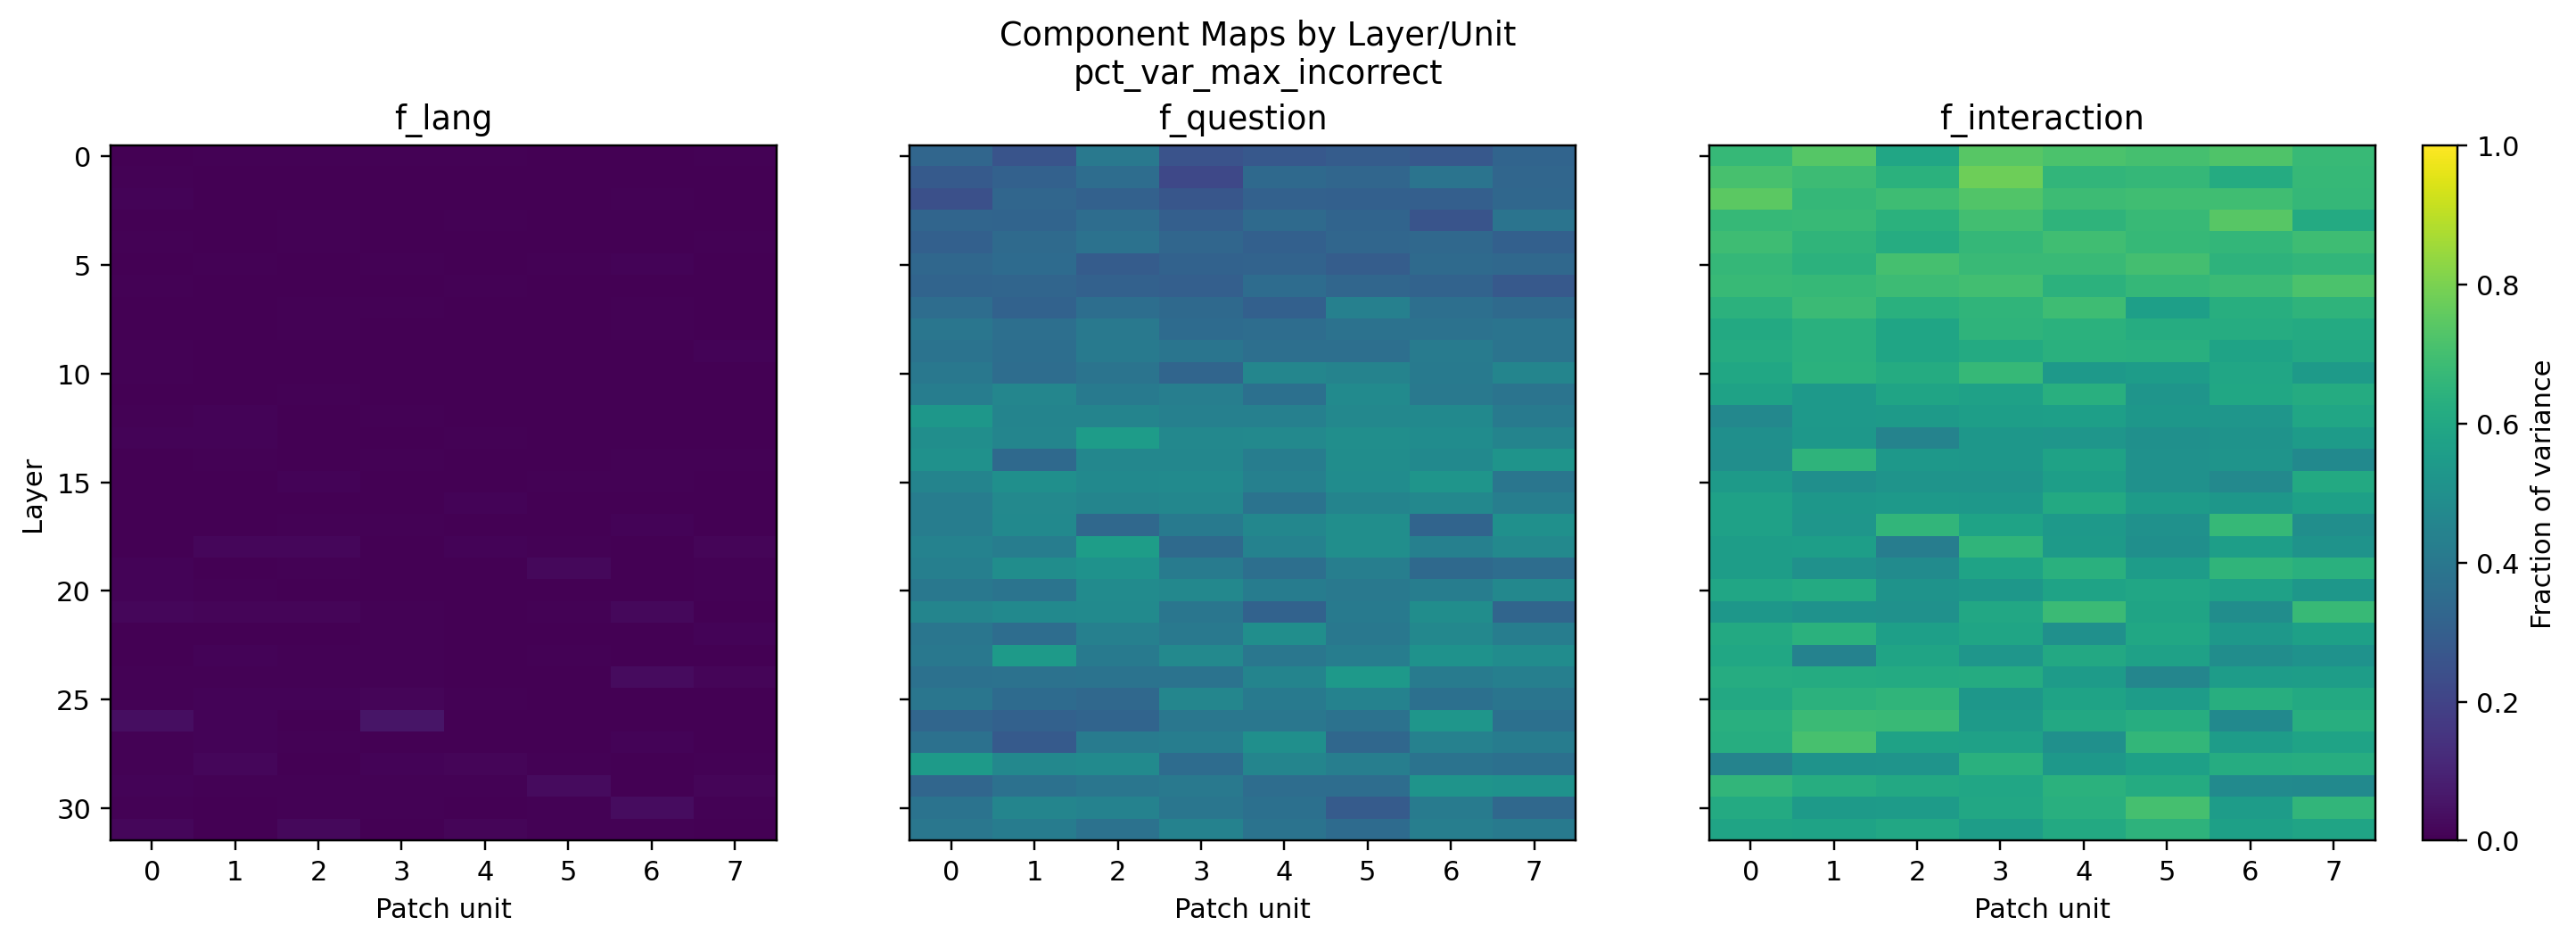 Component Maps by Layer/Unit
pct_var_max_incorrect
f_lang
f_question
f_interaction
Layer
0
5
10
15
20
25
30
0 1 2 3 4 5 6 7
Patch unit
0 1 2 3 4 5 6 7
Patch unit
0 1 2 3 4 5 6 7
Patch unit
1.0
0.8
0.6
0.4
0.2
0.0
Fraction of variance